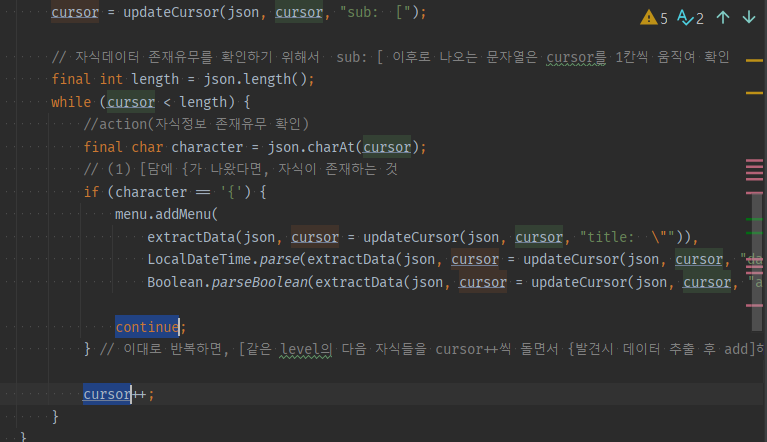 cursor = updateCursor(json, cursor, "sub: [");
5 2
// 자식데이터 존재유무를 확인하기 위해서 sub: [ 이후로 나오는 문자열은 cursor를 1칸씩 움직여 확인
final int length = json.length();
while (cursor < length) {
//action(자식정보 존재유무 확인)
final char character = json.charAt(cursor);
// (1) [담에 {가 나왔다면, 자식이 존재하는 것
if (character == '{') {
menu.addMenu(
extractData(json, cursor = updateCursor(json, cursor, "title: \"")),
LocalDateTime.parse(extractData(json, cursor = updateCursor(json, cursor, "da
Boolean.parseBoolean(extractData(json, cursor = updateCursor(json, cursor, "a
continue;
} // 이대로 반복하면, [같은 level의 다음 자식들을 cursor++씩 돌면서 {발견시 데이터 추출 후 add]하
cursor++;
}
}